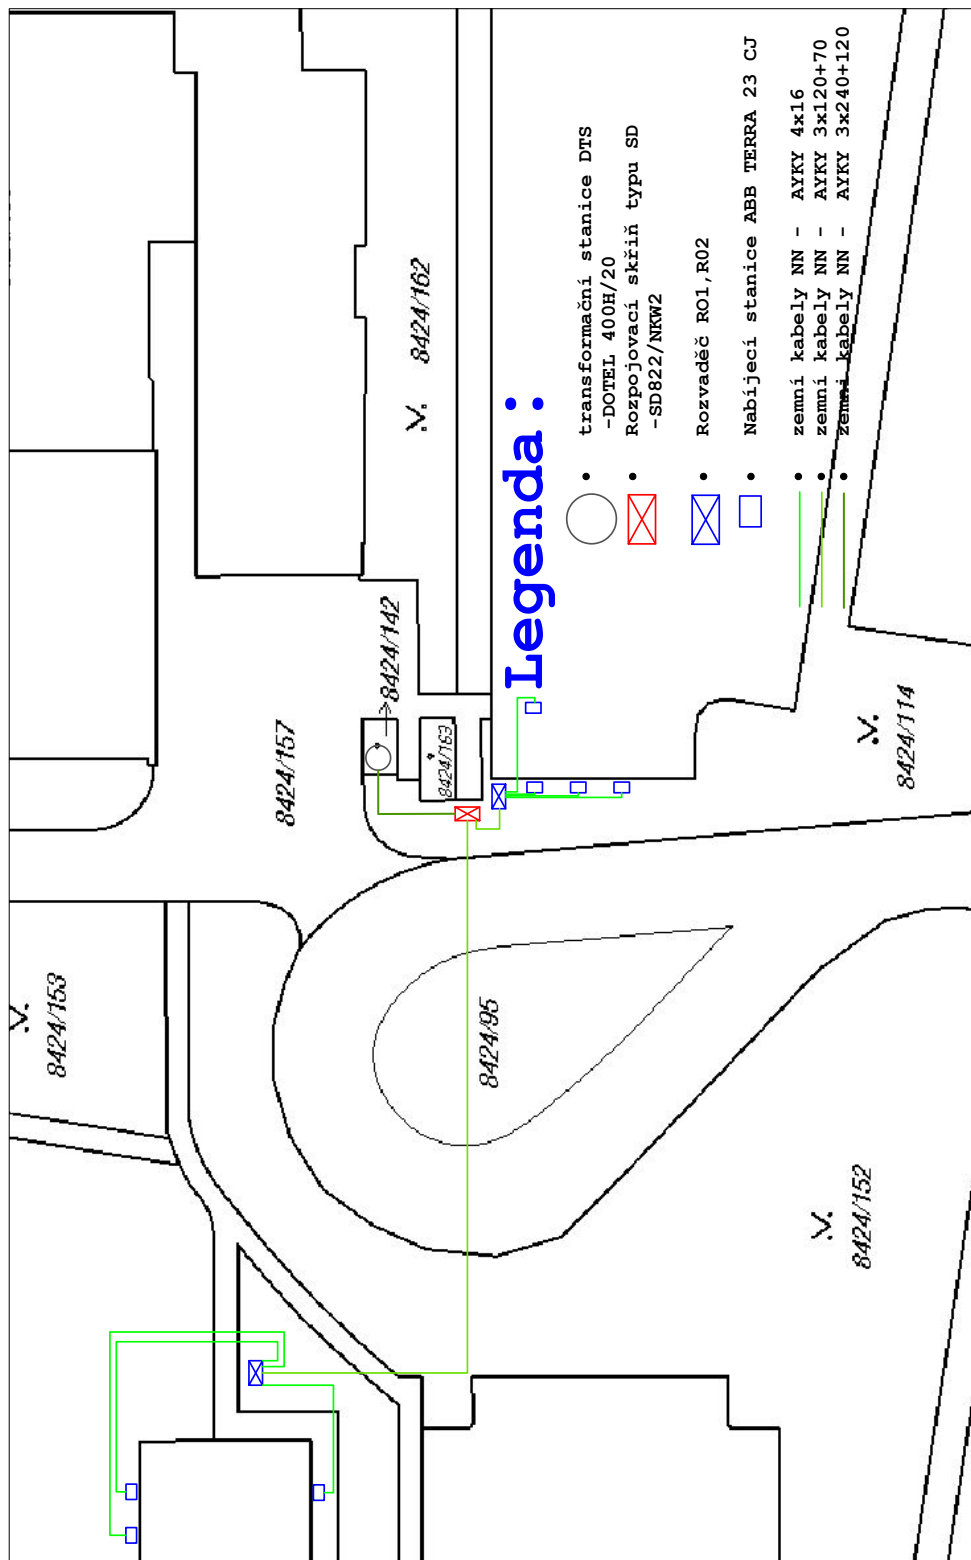 Legenda:
transformační stanice DTS
-DOTEL 400H/20
Rozpojovací skříň typu SD
-SD822/NKW2
Rozvaděč RO1,R02
Nabíjecí stanice ABB TERRA 23 CJ
zemní kabely NN - AYKY 4x16
zemní kabely NN - AYKY 3x120+70
zemní kabely NN - AYKY 3x240+120
8424/153
8424/157
8424/142
8424/162
8424/163
8424/95
8424/152
8424/114